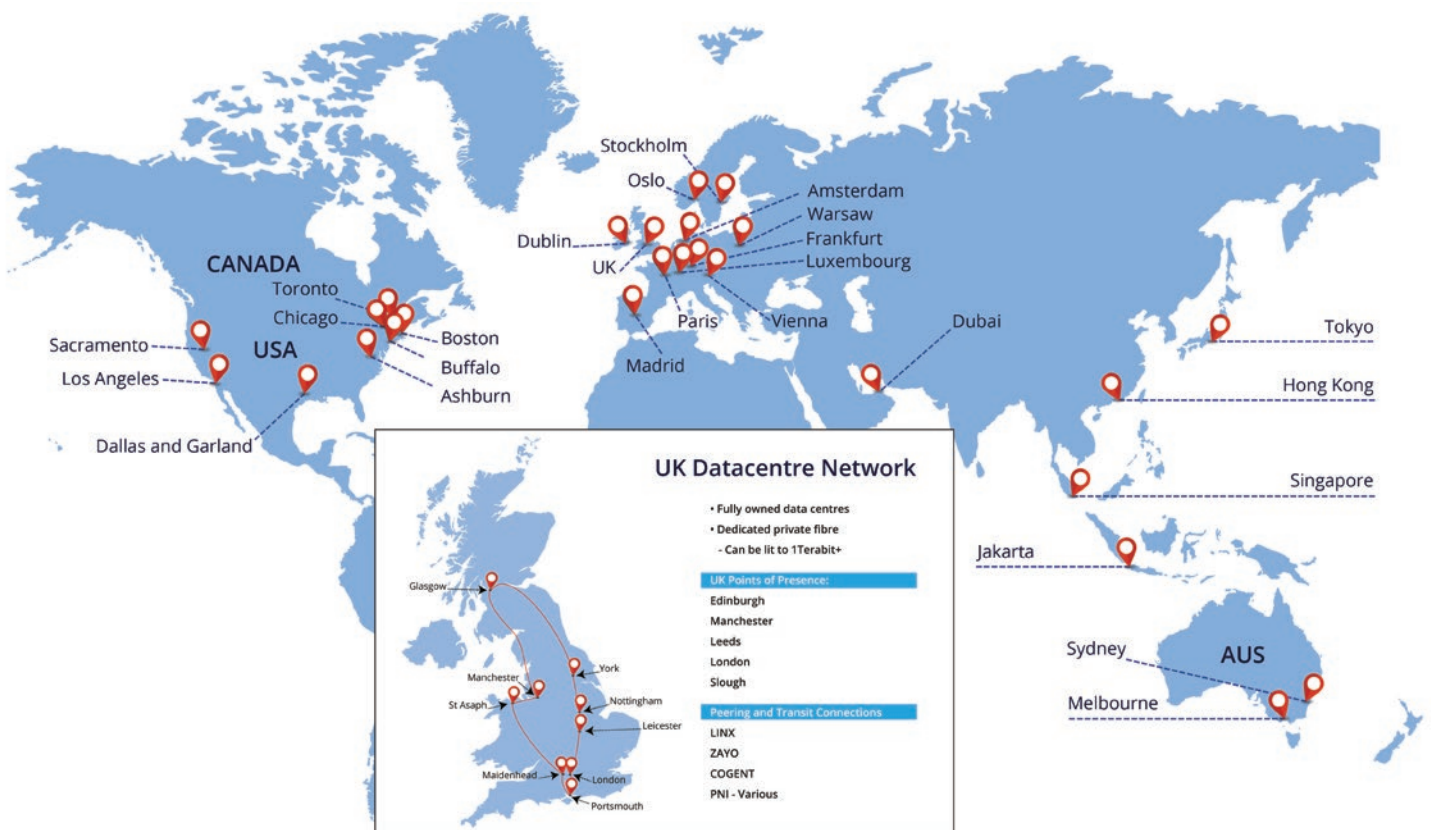 Stockholm
Oslo
Amsterdam
Warsaw
Dublin
Frankfurt
UK
Luxembourg
CANADA
Toronto
Chicago
Paris
Vienna
Dubai
Tokyo
Sacramento
USA
Boston
Madrid
Buffalo
Los Angeles
Hong Kong
Ashburn
Dallas and Garland
Singapore
Jakarta
Sydney
AUS
Melbourne
UK Datacentre Network
• Fully owned data centres
• Dedicated private fibre
- Can be lit to 1Terabit+
UK Points of Presence:
Edinburgh
Manchester
Leeds
London
Slough
Peering and Transit Connections
LINX
ZAYO
COGENT
PNI - Various
Glasgow
York
Manchester
St Asaph
Nottingham
Leicester
Maidenhead
London
Portsmouth